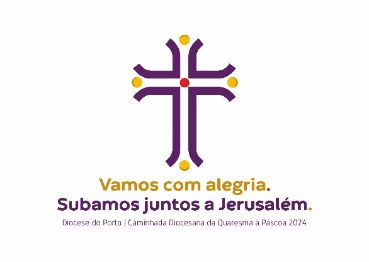 Vamos com alegria.
Subamos juntos a Jerusalém.
Diocese do Porto | Caminhada Diocesana da Quaresma à Páscoa 2024